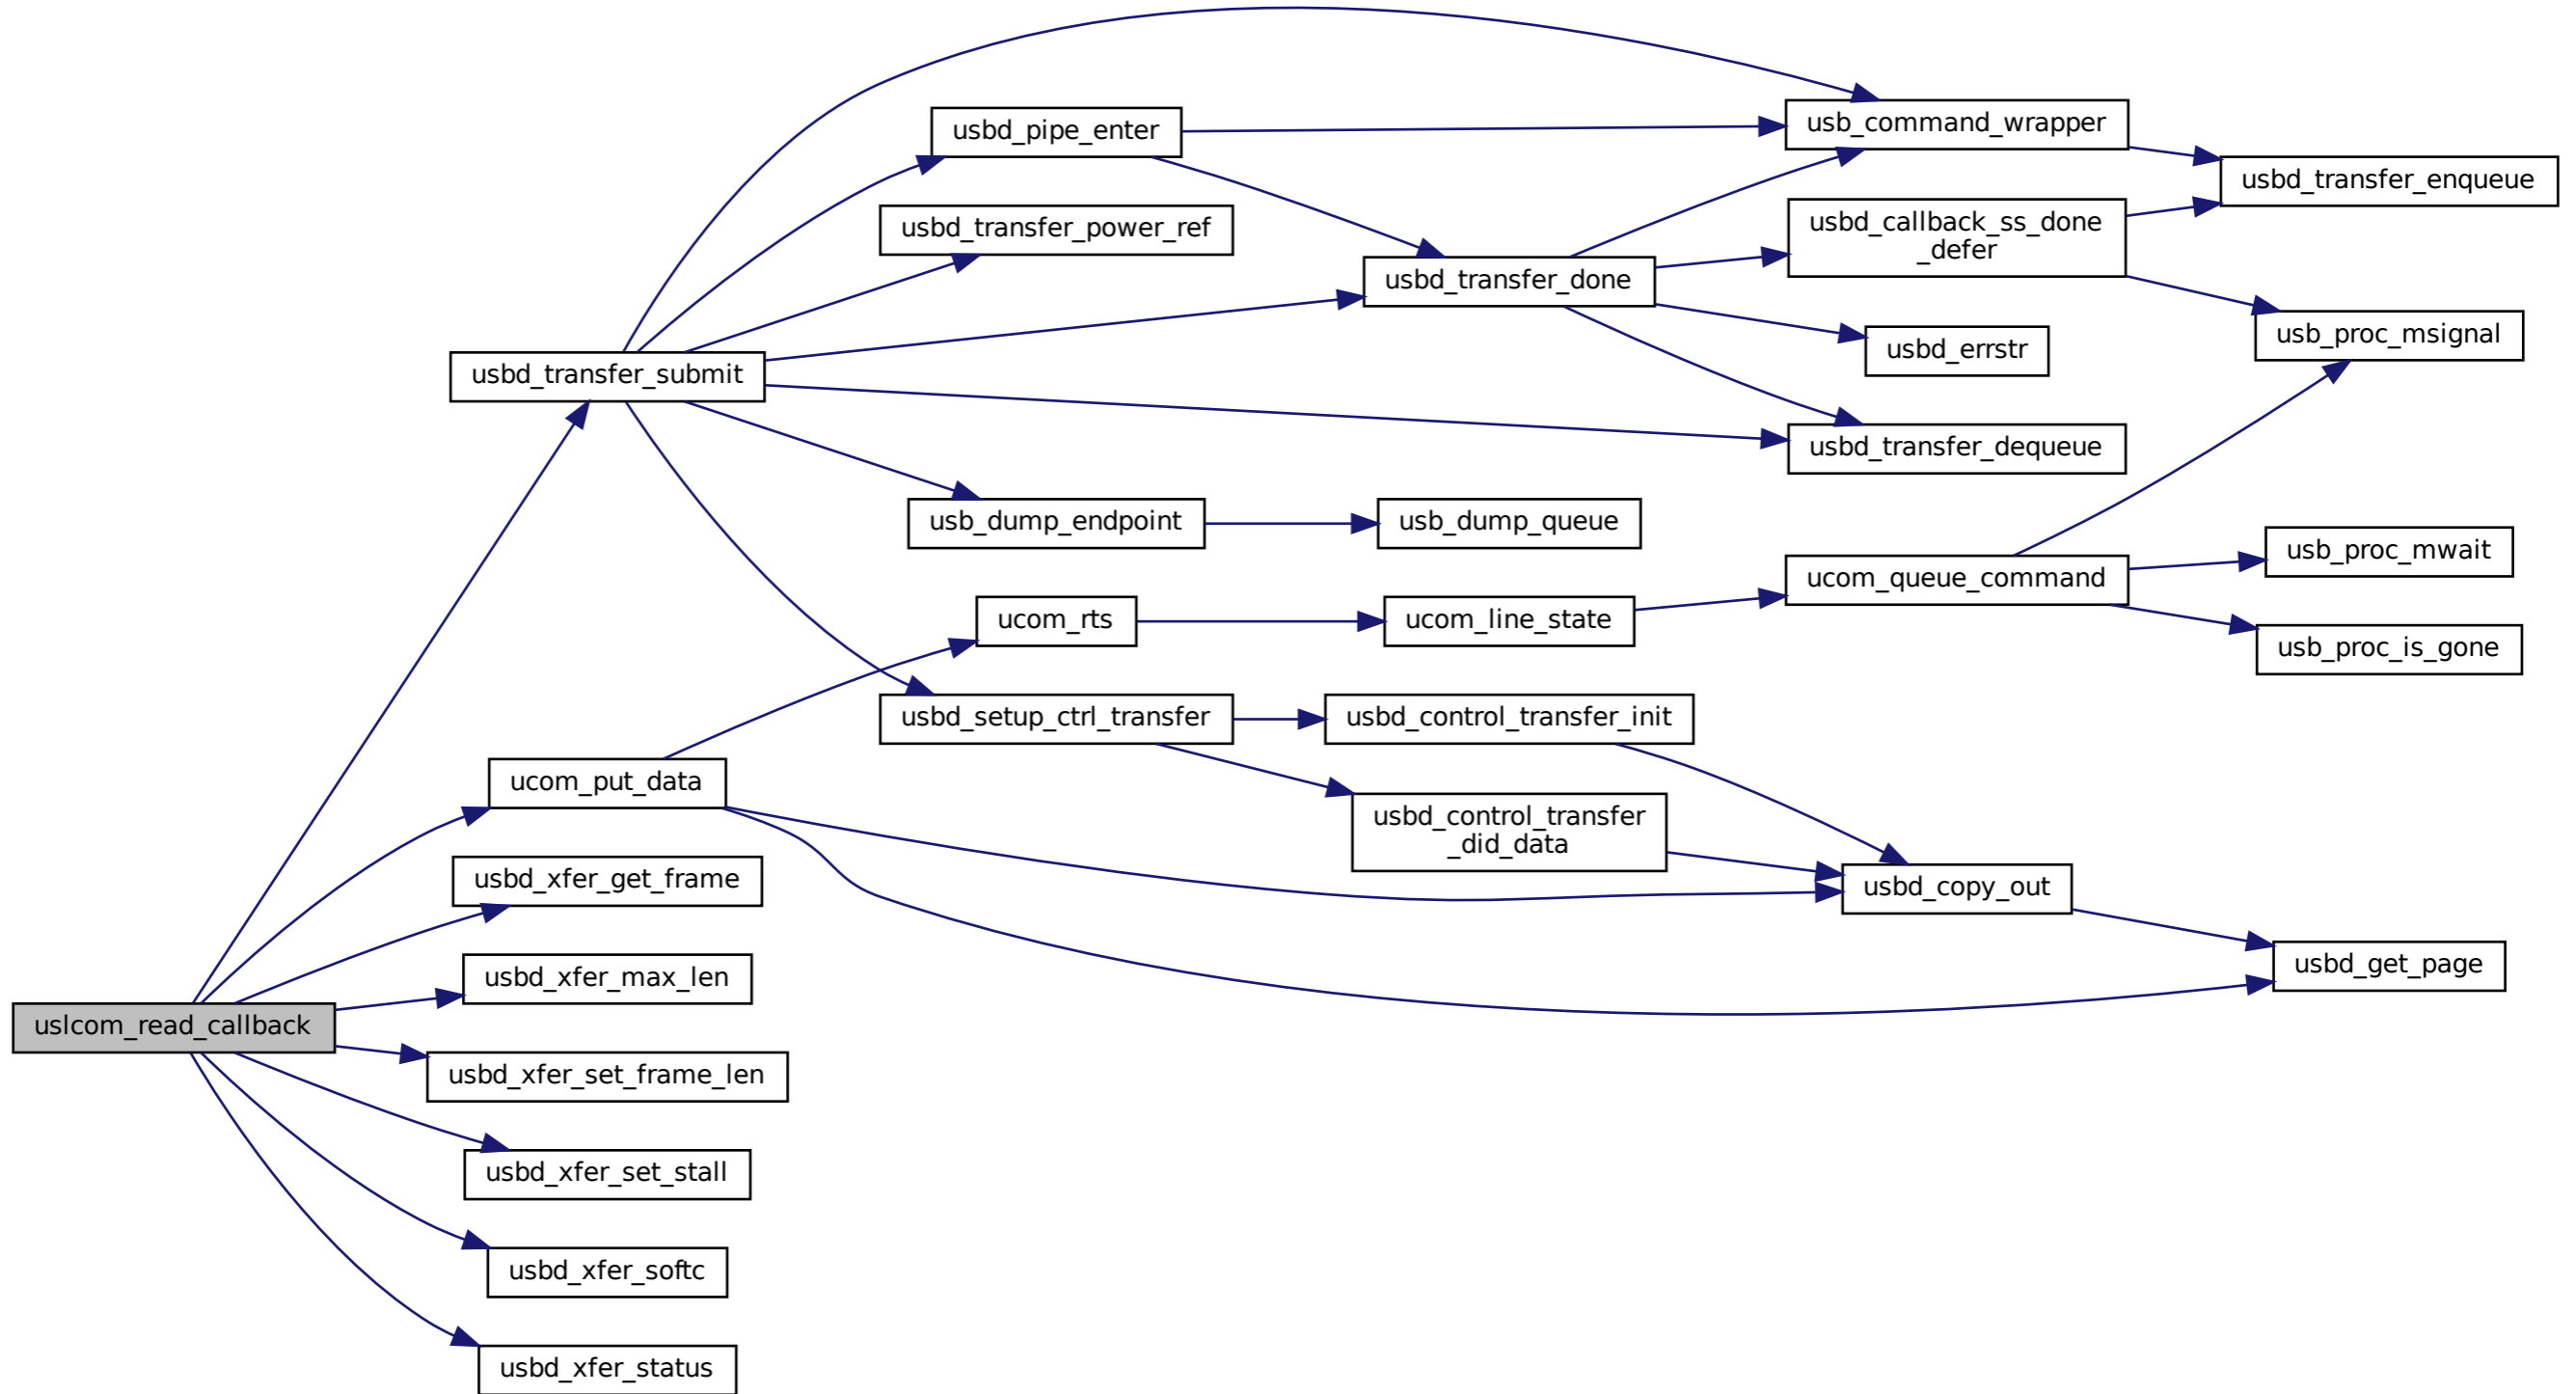 usb_command_wrapper
usbd_pipe_enter
usbd_transfer_enqueue
usbd_transfer_power_ref
usbd_callback_ss_done
_defer
usbd_transfer_done
usb_proc_msignal
usbd_errstr
usbd_transfer_submit
usbd_transfer_dequeue
usb_dump_endpoint
usb_dump_queue
usb_proc_mwait
ucom_queue_command
ucom_rts
ucom_line_state
usb_proc_is_gone
usbd_setup_ctrl_transfer
usbd_control_transfer_init
ucom_put_data
usbd_control_transfer
_did_data
usbd_xfer_get_frame
usbd_copy_out
usbd_get_page
usbd_xfer_max_len
uslcom_read_callback
usbd_xfer_set_frame_len
usbd_xfer_set_stall
usbd_xfer_softc
usbd_xfer_status